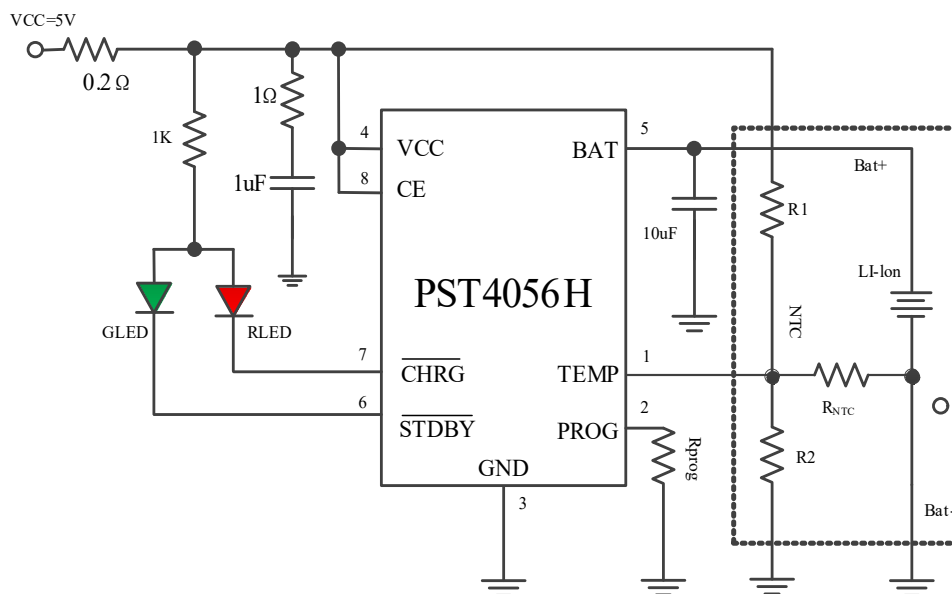 VCC=5V
0.2Ω
1K
1Ω
1uF
4
VCC
8
CE
BAT
5
Bat+
10uF
R1
LI-Ion
PST4056H
NTC
GLED
RLED
7
CHRG
TEMP
1
6
STDBY
PROG
2
RNTC
Rprog
R2
GND
3
Bat-